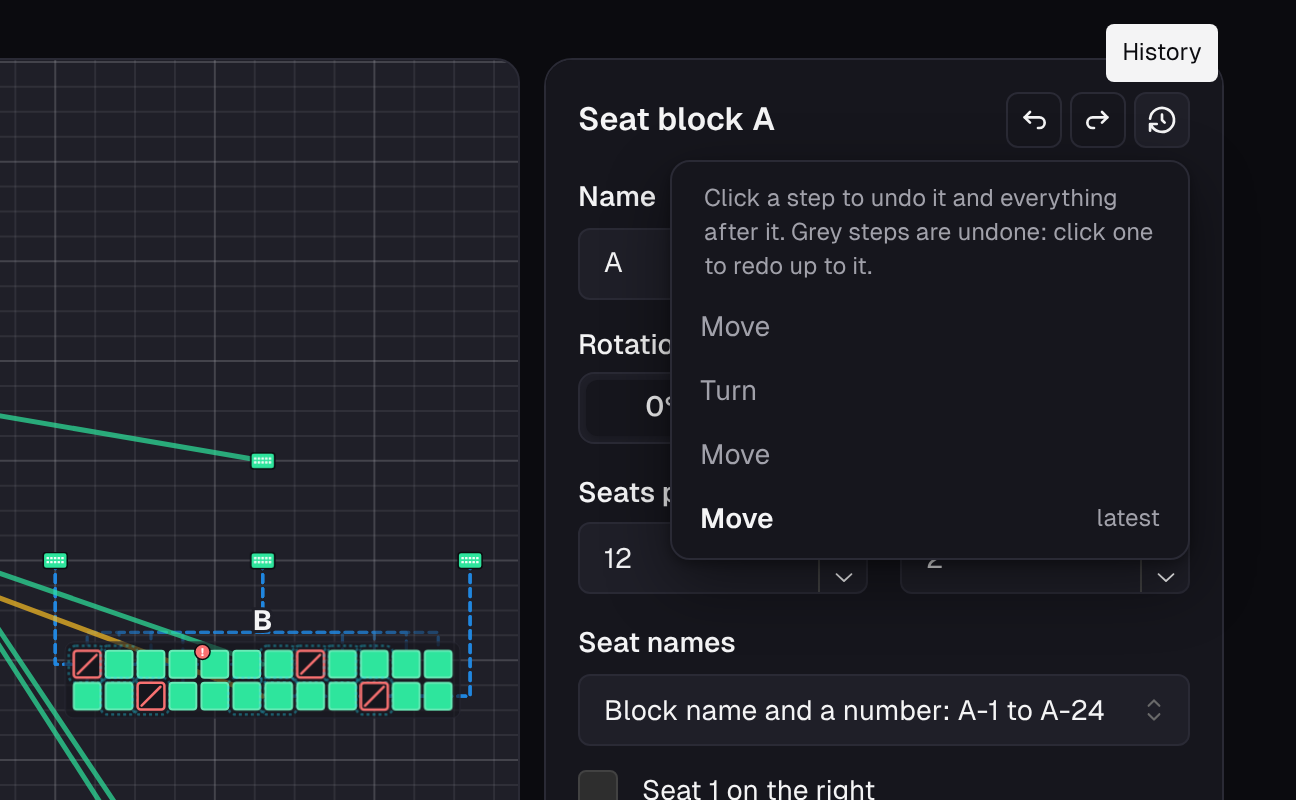 History
Seat block A
Name
Click a step to undo it and everything
after it. Grey steps are undone: click one
to redo up to it.
A
Move
Turn
Move
Move
latest
12
B
Seat names
Block name and a number: A-1 to A-24
Seat 1 on the right